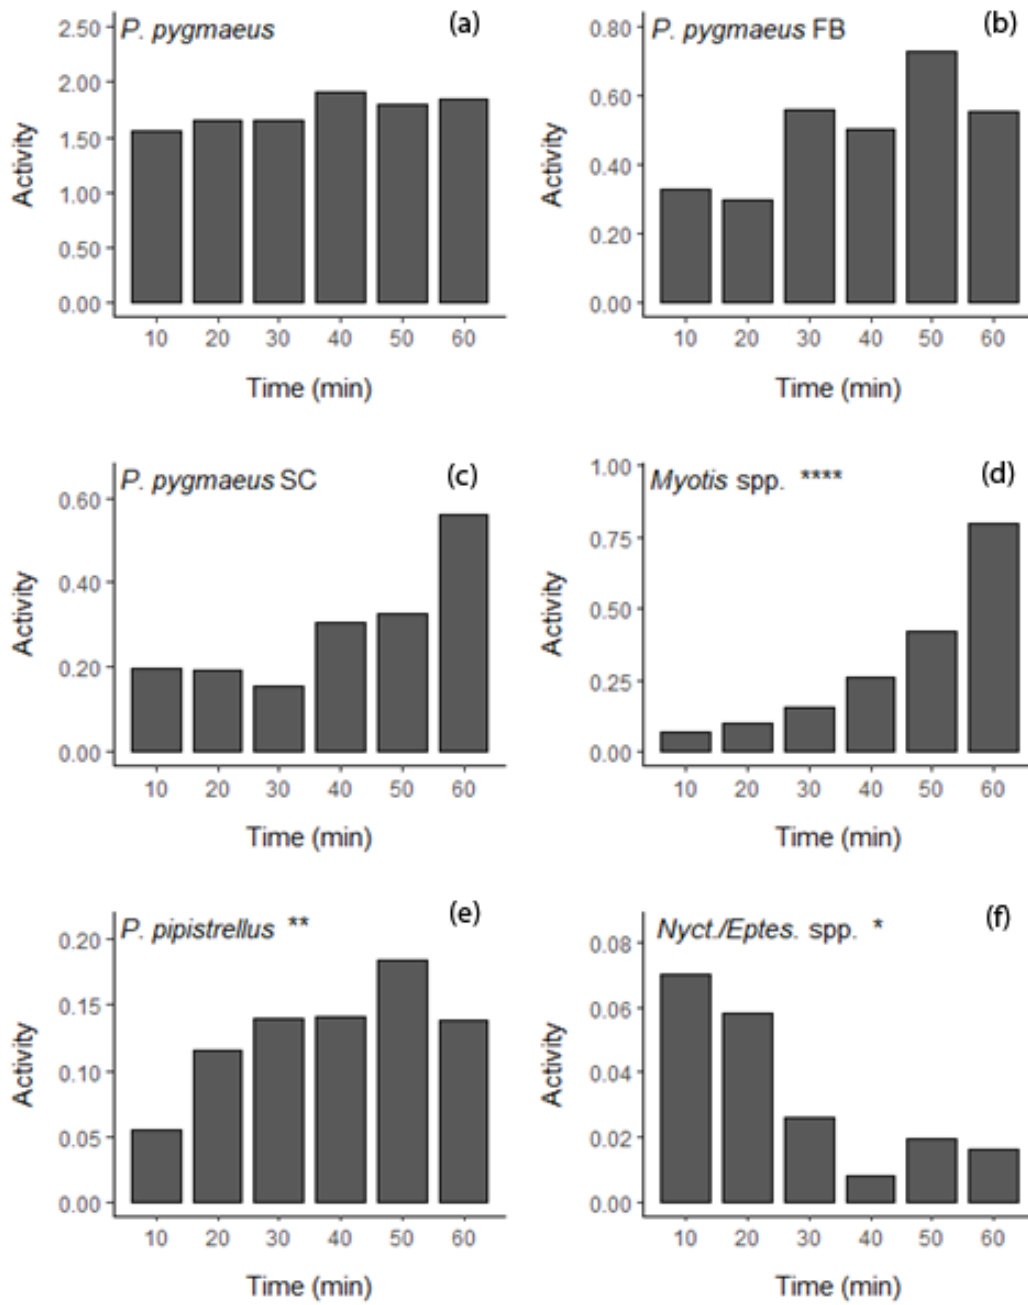 P. pygmaeus (a)
2.50
2.00
1.50
1.00
0.50
0.00
Activity
10 20 30 40 50 60
Time (min)
P. pygmaeus FB (b)
0.80
0.60
0.40
0.20
0.00
Activity
10 20 30 40 50 60
Time (min)
P. pygmaeus SC (c)
0.60
0.40
0.20
0.00
Activity
10 20 30 40 50 60
Time (min)
Myotis spp. **** (d)
1.00
0.75
0.50
0.25
0.00
Activity
10 20 30 40 50 60
Time (min)
P. pipistrellus ** (e)
0.20
0.15
0.10
0.05
0.00
Activity
10 20 30 40 50 60
Time (min)
Nyct./Eptes. spp. * (f)
0.08
0.06
0.04
0.02
0.00
Activity
10 20 30 40 50 60
Time (min)